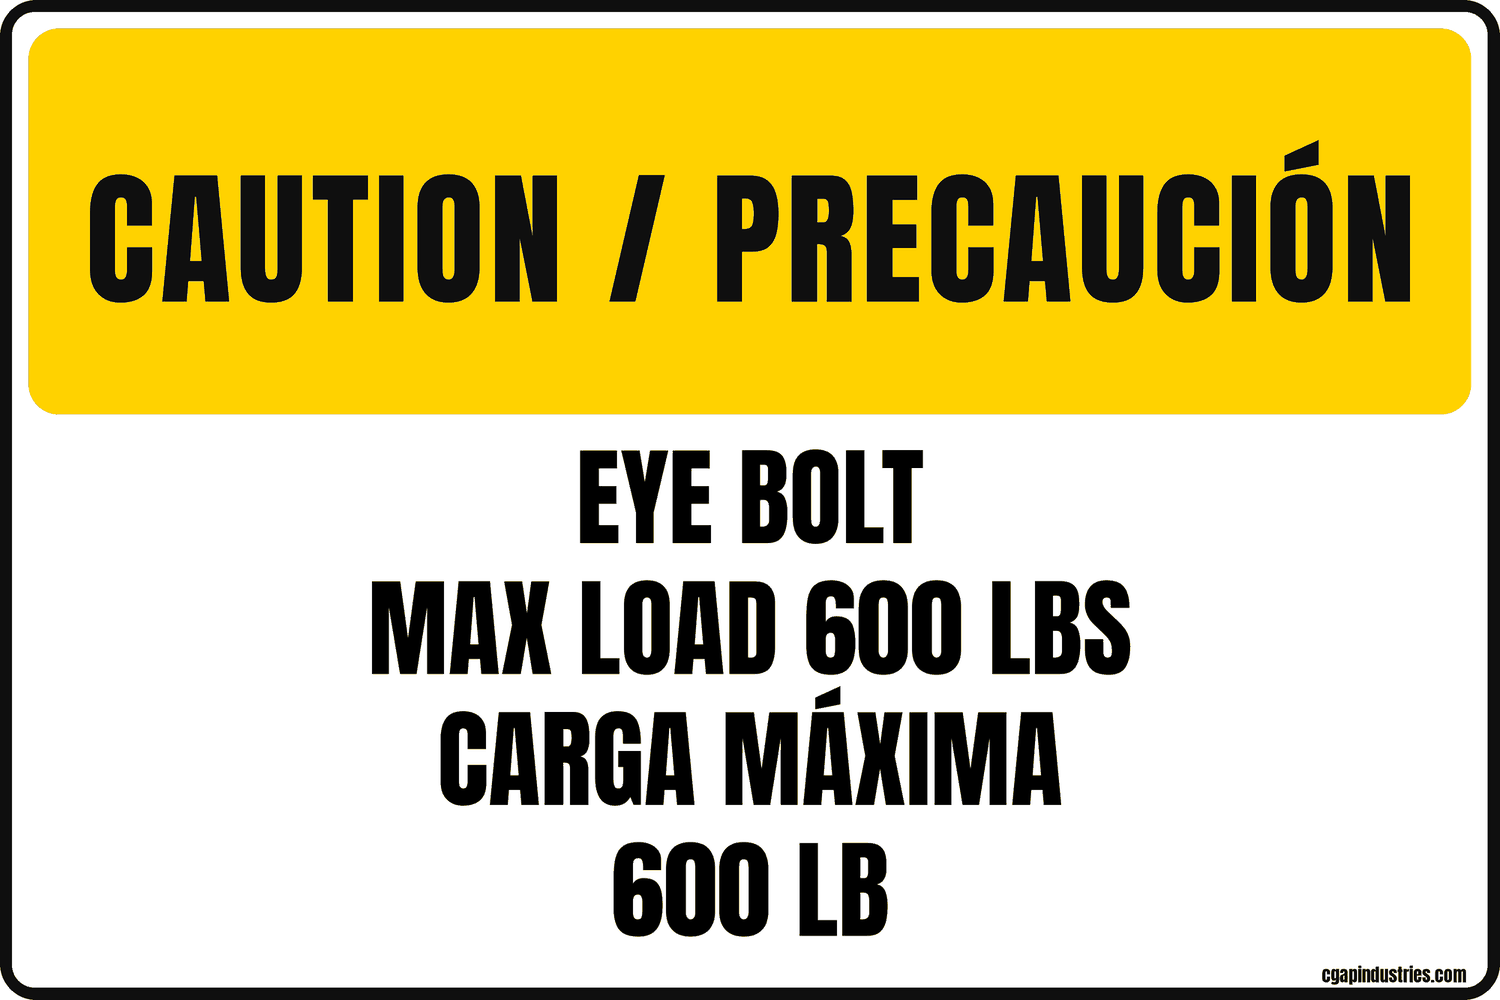 CAUTION / PRECAUCIÓN
EYE BOLT
MAX LOAD 600 LBS
CARGA MÁXIMA
600 LB
cgapindustries.com